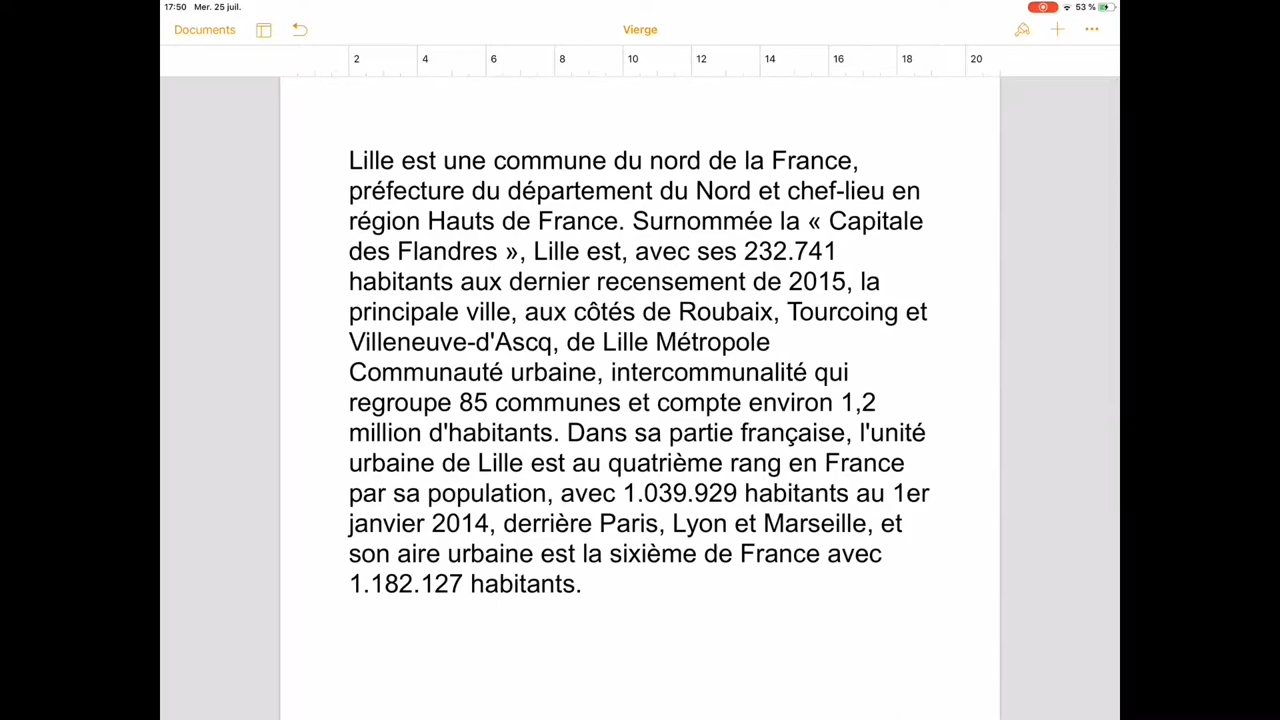 17:50 Mer. 25 juil.
53 %
Documents
Vierge
2 4 6 8 10 12 14 16 18 20
Lille est une commune du nord de la France,
préfecture du département du Nord et chef-lieu en
région Hauts de France. Surnommée la « Capitale
des Flandres », Lille est, avec ses 232.741
habitants aux dernier recensement de 2015, la
principale ville, aux côtés de Roubaix, Tourcoing et
Villeneuve-d'Ascq, de Lille Métropole
Communauté urbaine, intercommunalité qui
regroupe 85 communes et compte environ 1,2
million d'habitants. Dans sa partie française, l'unité
urbaine de Lille est au quatrième rang en France
par sa population, avec 1.039.929 habitants au 1er
janvier 2014, derrière Paris, Lyon et Marseille, et
son aire urbaine est la sixième de France avec
1.182.127 habitants.